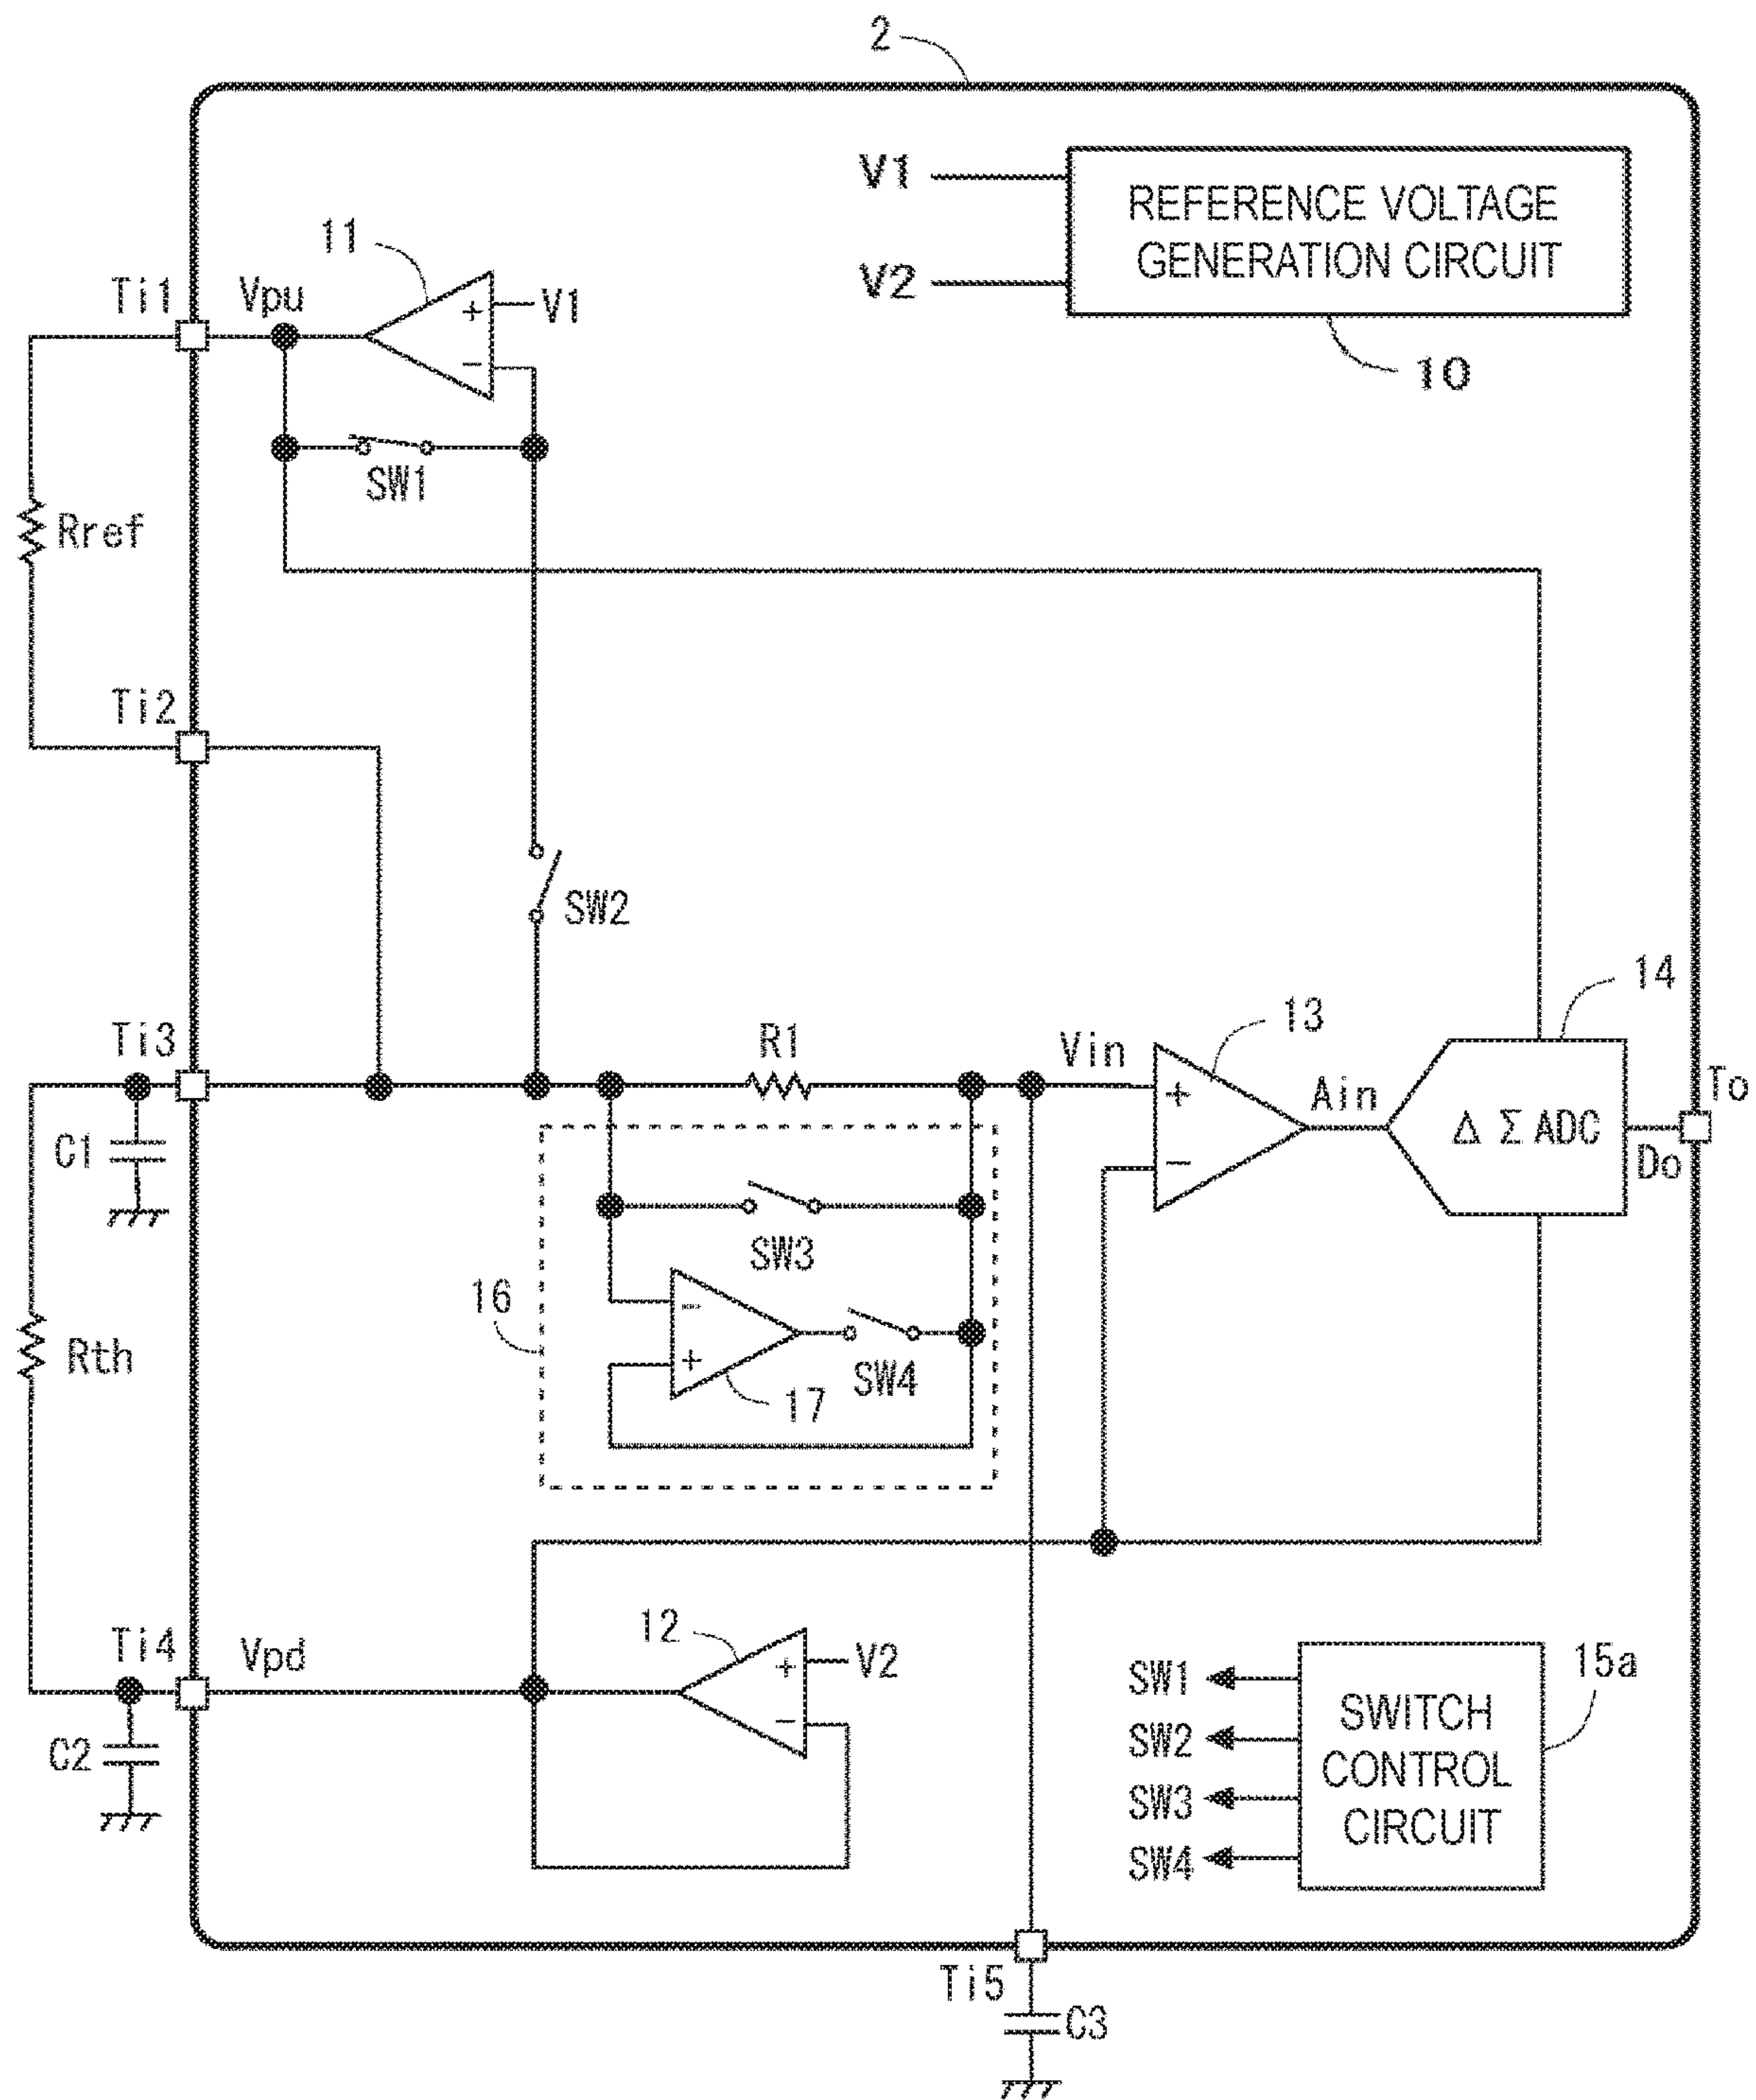 2
V1
REFERENCE VOLTAGE
GENERATION CIRCUIT
V2
10
11
Ti1
Vpu
+
V1
−
SW1
Rref
Ti2
SW2
14
13
Ti3
R1
Vin
To
+
Ain
Δ Σ ADC
C1
−
Do
SW3
16
−
Rth
+
SW4
17
12
Ti4
Vpd
+
V2
−
15a
SW1
SWITCH
SW2
CONTROL
C2
SW3
CIRCUIT
SW4
Ti5
C3